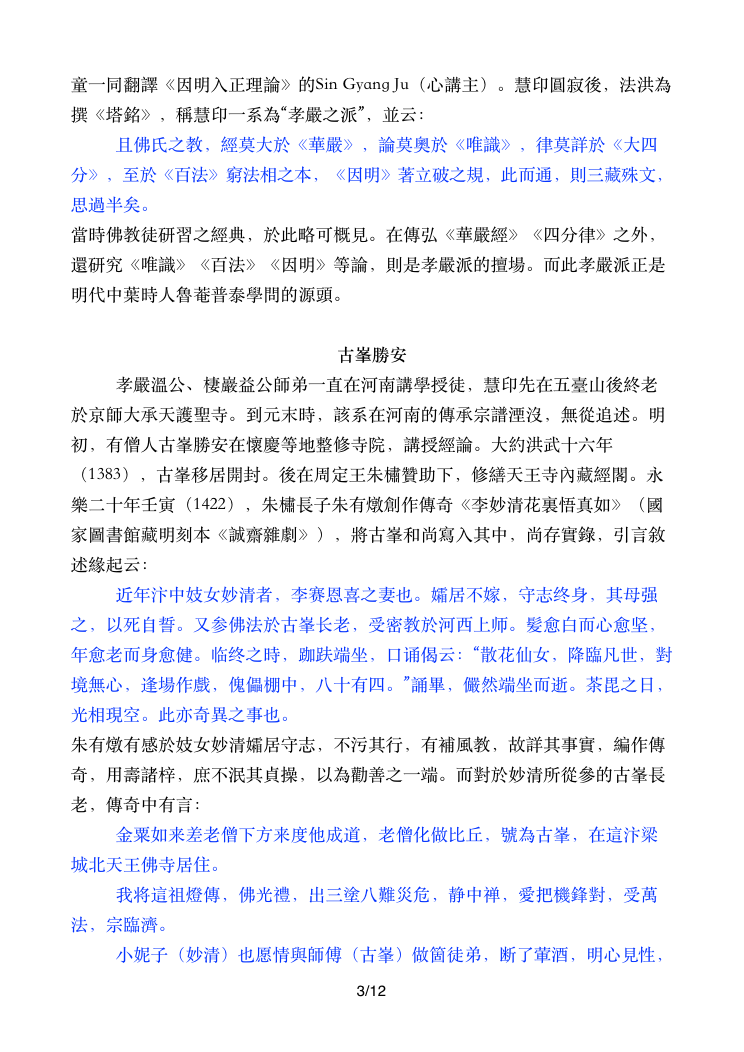 童一同翻譯《因明入正理論》的Sin Gyang Ju（心講主）。慧印圓寂後，法洪為
撰《塔銘》，稱慧印一系為“孝嚴之派”，並云：
且佛氏之教，經莫大於《華嚴》，論莫奧於《唯識》，律莫詳於《大四
分》，至於《百法》窮法相之本，《因明》著立破之規，此而通，則三藏殊文，
思過半矣。
當時佛教徒研習之經典，於此略可概見。在傳弘《華嚴經》《四分律》之外，
還研究《唯識》《百法》《因明》等論，則是孝嚴派的擅場。而此孝嚴派正是
明代中葉時人魯菴普泰學問的源頭。
古峯勝安
孝嚴溫公、棲巖益公師弟一直在河南講學授徒，慧印先在五臺山後終老
於京師大承天護聖寺。到元末時，該系在河南的傳承宗譜湮沒，無從追述。明
初，有僧人古峯勝安在懷慶等地整修寺院，講授經論。大約洪武十六年
（1383），古峯移居開封。後在周定王朱橚贊助下，修繕天王寺內藏經閣。永
樂二十年壬寅（1422），朱橚長子朱有燉創作傳奇《李妙清花裏悟真如》（國
家圖書館藏明刻本《誠齋雜劇》），將古峯和尚寫入其中，尚存實錄，引言敘
述緣起云：
近年汴中妓女妙清者，李赛恩喜之妻也。孀居不嫁，守志终身，其母强
之，以死自誓。又参佛法於古峯长老，受密教於河西上师。髮愈白而心愈坚，
年愈老而身愈健。临终之時，跏趺端坐，口诵偈云：“散花仙女，降臨凡世，對
境無心，逢場作戲，傀儡棚中，八十有四。”誦畢，儼然端坐而逝。茶毘之日，
光相現空。此亦奇異之事也。
朱有燉有感於妓女妙清孀居守志，不污其行，有補風教，故詳其事實，編作傳
奇，用壽諸梓，庶不泯其貞操，以為勸善之一端。而對於妙清所從參的古峯長
老，傳奇中有言：
金粟如来差老僧下方来度他成道，老僧化做比丘，號為古峯，在這汴梁
城北天王佛寺居住。
我将這祖燈傳，佛光禮，出三塗八難災危，静中禅，愛把機鋒對，受萬
法，宗臨濟。
小妮子（妙清）也愿情與師傅（古峯）做箇徒弟，断了葷酒，明心見性，
3/12